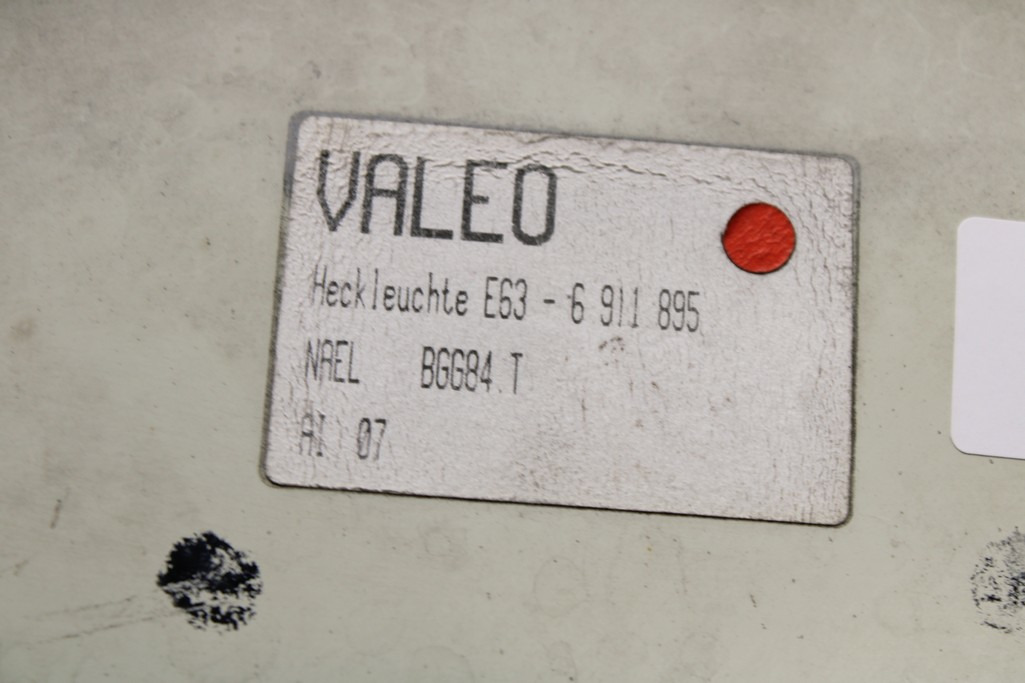 VALEO
Heckleuchte E63 - 6 911 895
NAEL BGG84 T
AI 07